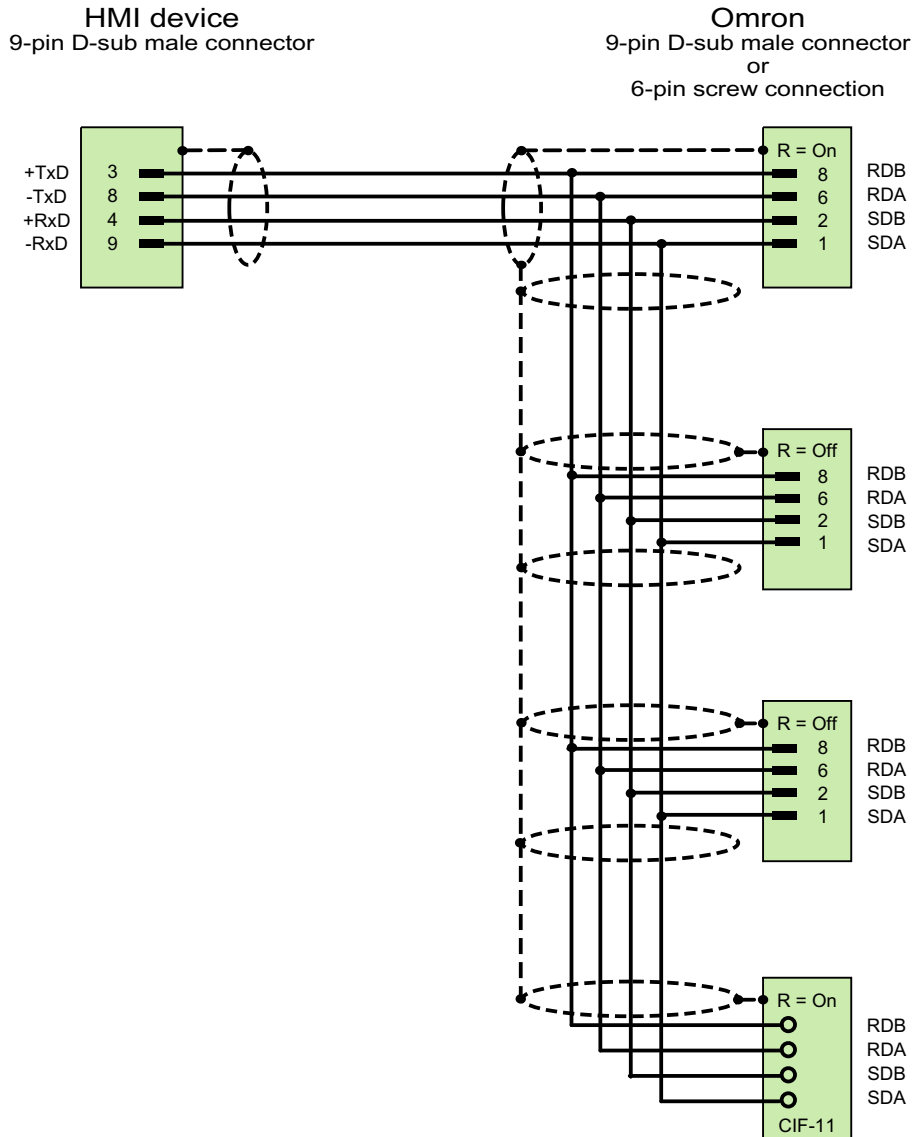 HMI device
9-pin D-sub male connector
Omron
9-pin D-sub male connector
or
6-pin screw connection
R = On
+TxD 3 8 RDB
-TxD 8 6 RDA
+RxD 4 2 SDB
-RxD 9 1 SDA
R = Off
8 RDB
6 RDA
2 SDB
1 SDA
R = Off
8 RDB
6 RDA
2 SDB
1 SDA
R = On
RDB
RDA
SDB
SDA
CIF-11